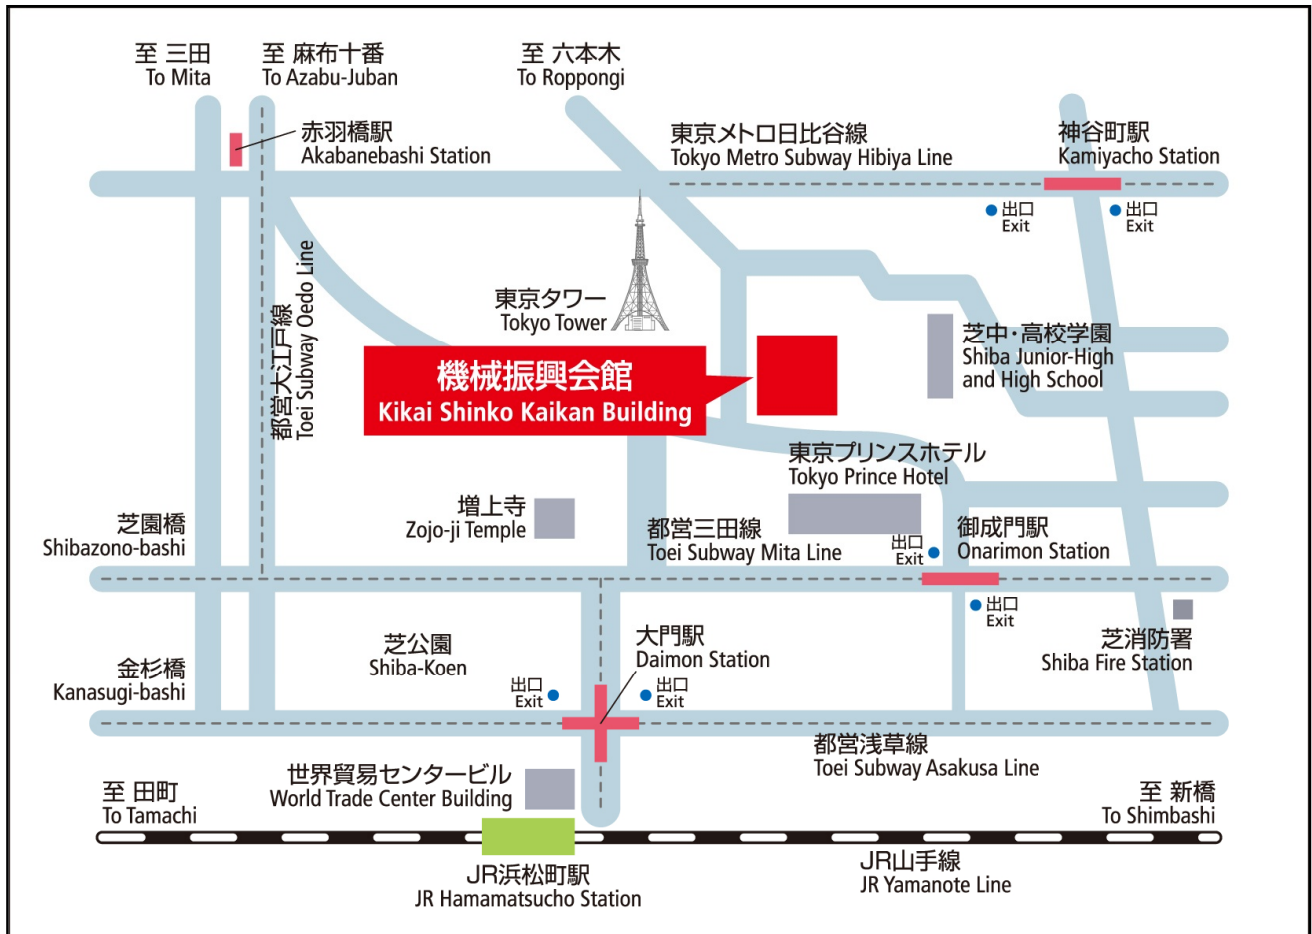 至 三田
To Mita
至 麻布十番
To Azabu-Juban
至 六本木
To Roppongi
赤羽橋駅
Akabanebashi Station
東京メトロ日比谷線
Tokyo Metro Subway Hibiya Line
神谷町駅
Kamiyacho Station
出口
Exit
出口
Exit
都営大江戸線
Toei Subway Oedo Line
東京タワー
Tokyo Tower
芝中・高校学園
Shiba Junior-High
and High School
機械振興会館
Kikai Shinko Kaikan Building
東京プリンスホテル
Tokyo Prince Hotel
増上寺
Zojo-ji Temple
芝園橋
Shibazono-bashi
都営三田線
Toei Subway Mita Line
出口
Exit
御成門駅
Onarimon Station
出口
Exit
芝消防署
Shiba Fire Station
芝公園
Shiba-Koen
大門駅
Daimon Station
金杉橋
Kanasugi-bashi
出口
Exit
出口
Exit
都営浅草線
Toei Subway Asakusa Line
世界貿易センタービル
World Trade Center Building
至 田町
To Tamachi
至 新橋
To Shimbashi
JR浜松町駅
JR Hamamatsucho Station
JR山手線
JR Yamanote Line